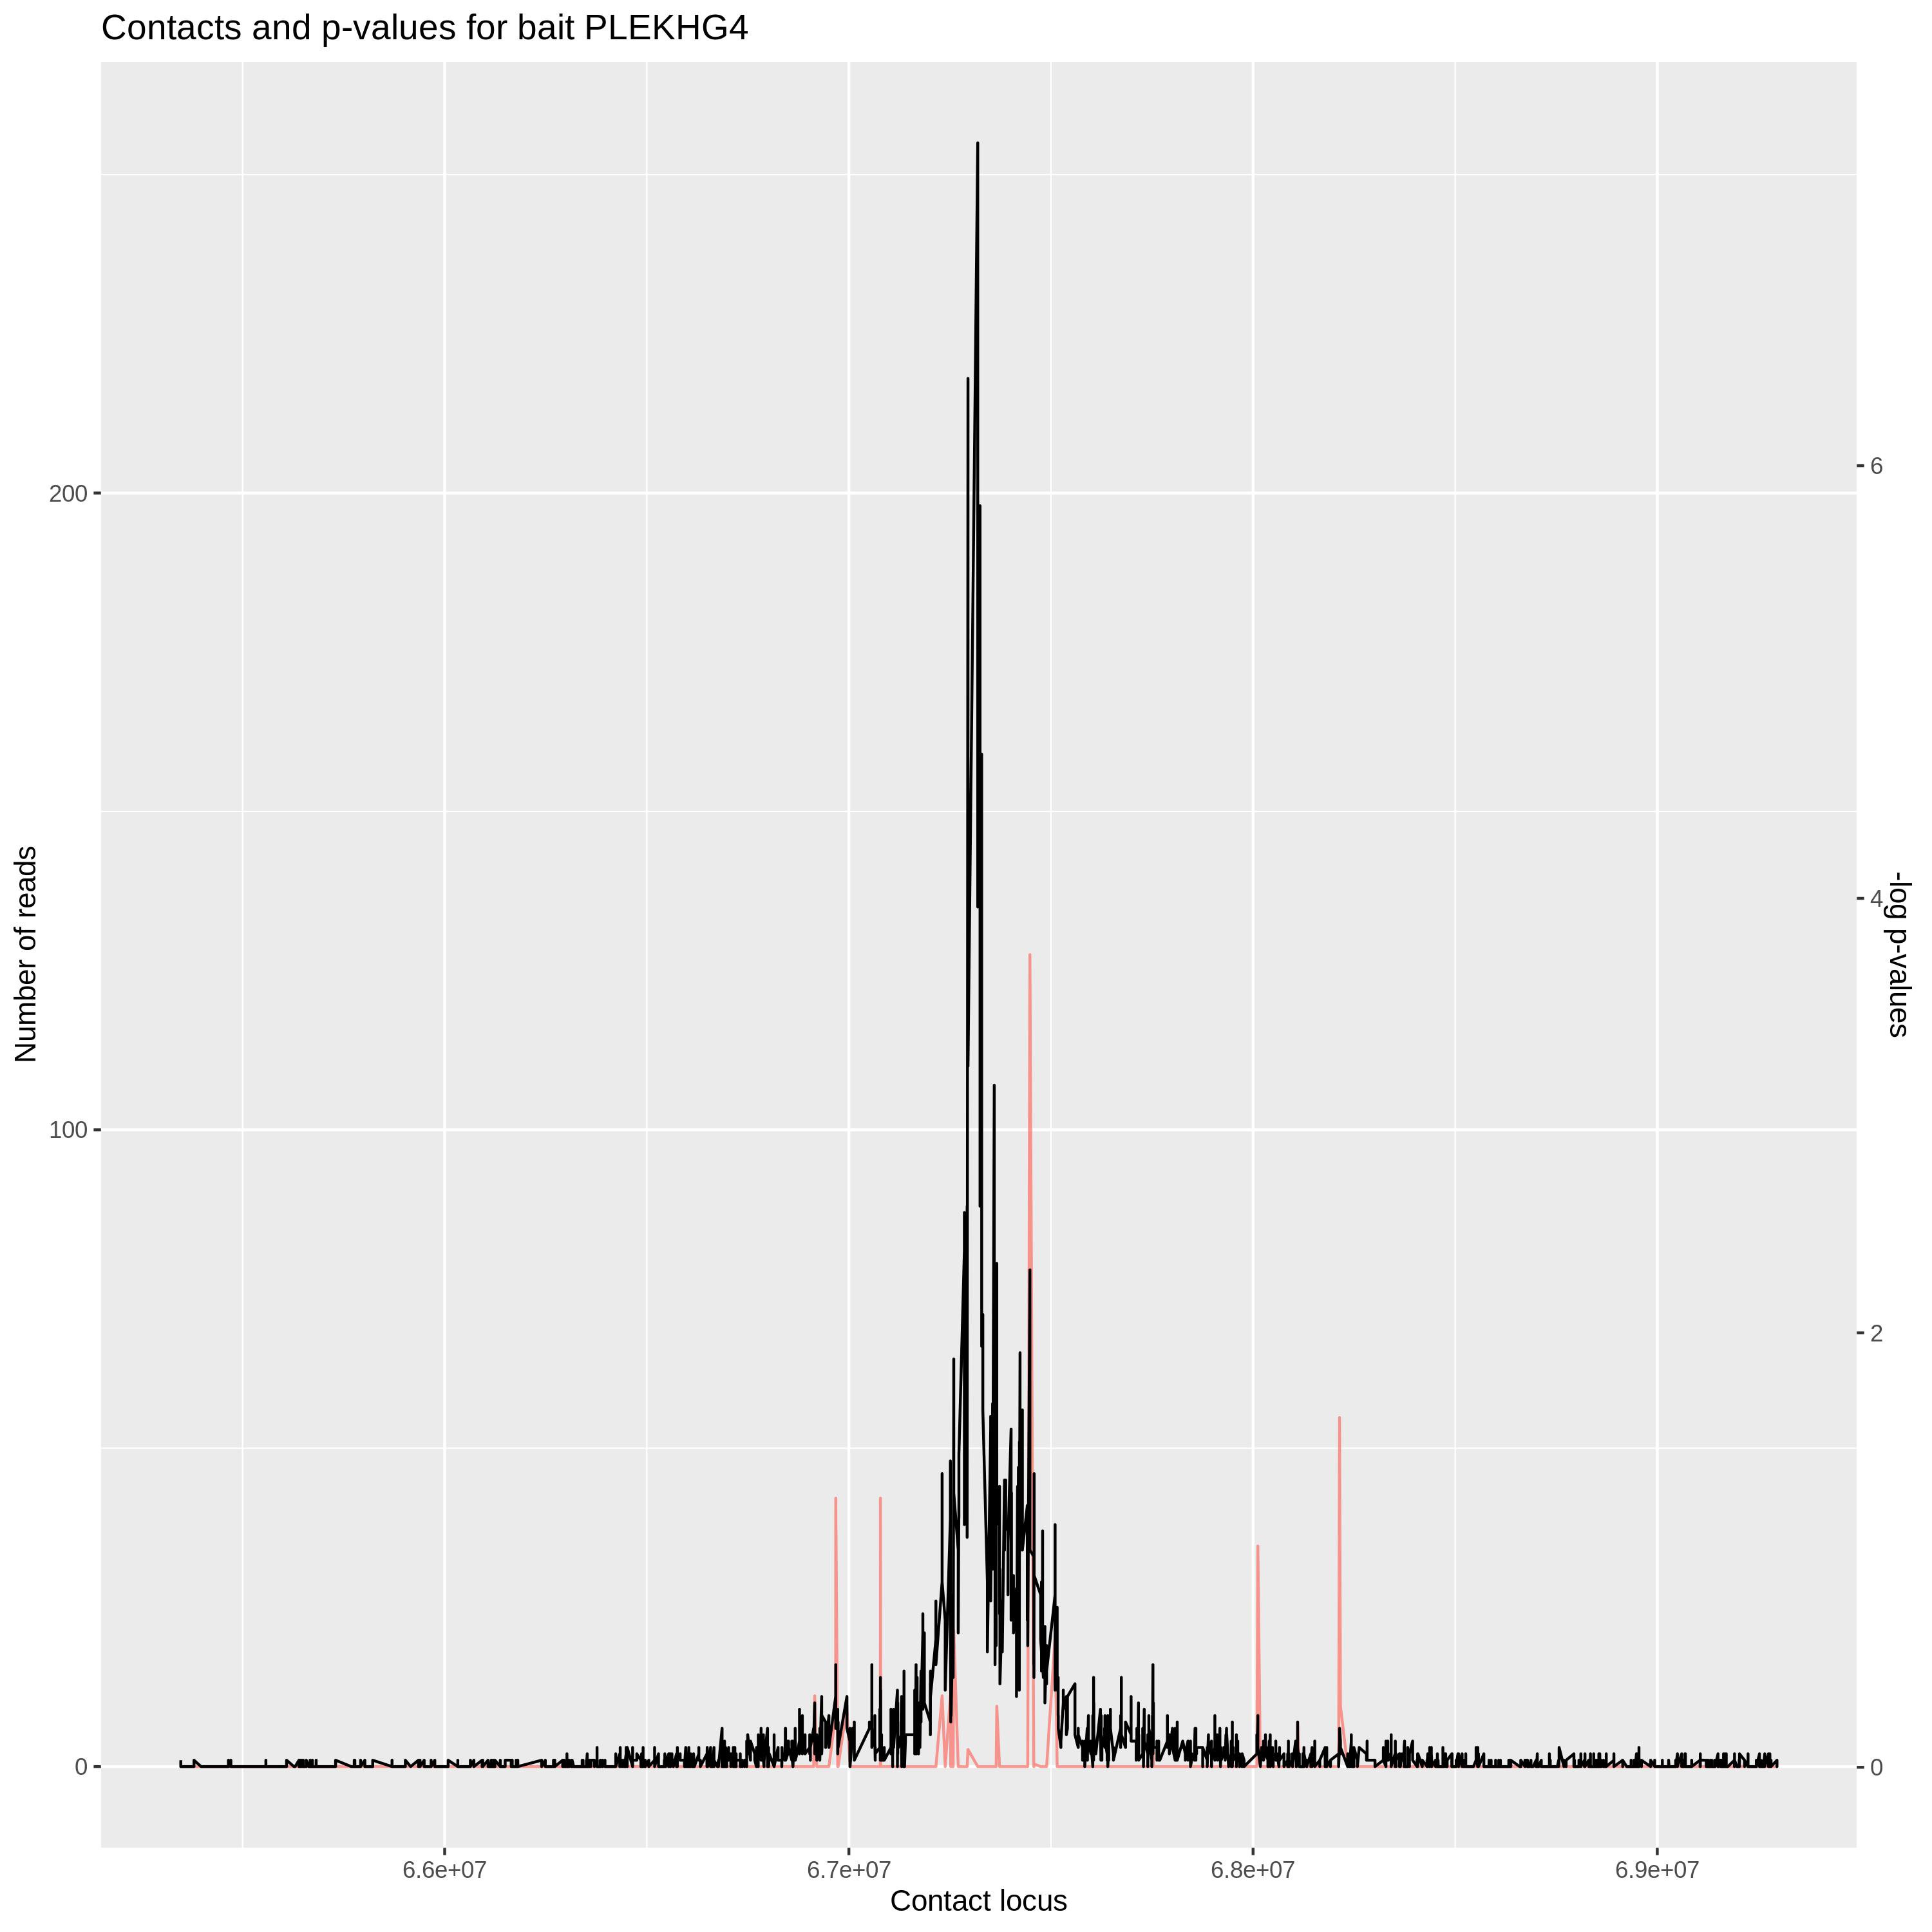 Contacts and p-values for bait PLEKHG4
Number of reads
200
100
0
6
4
2
0
-log p-values
6.6e+07 6.7e+07 6.8e+07 6.9e+07
Contact locus